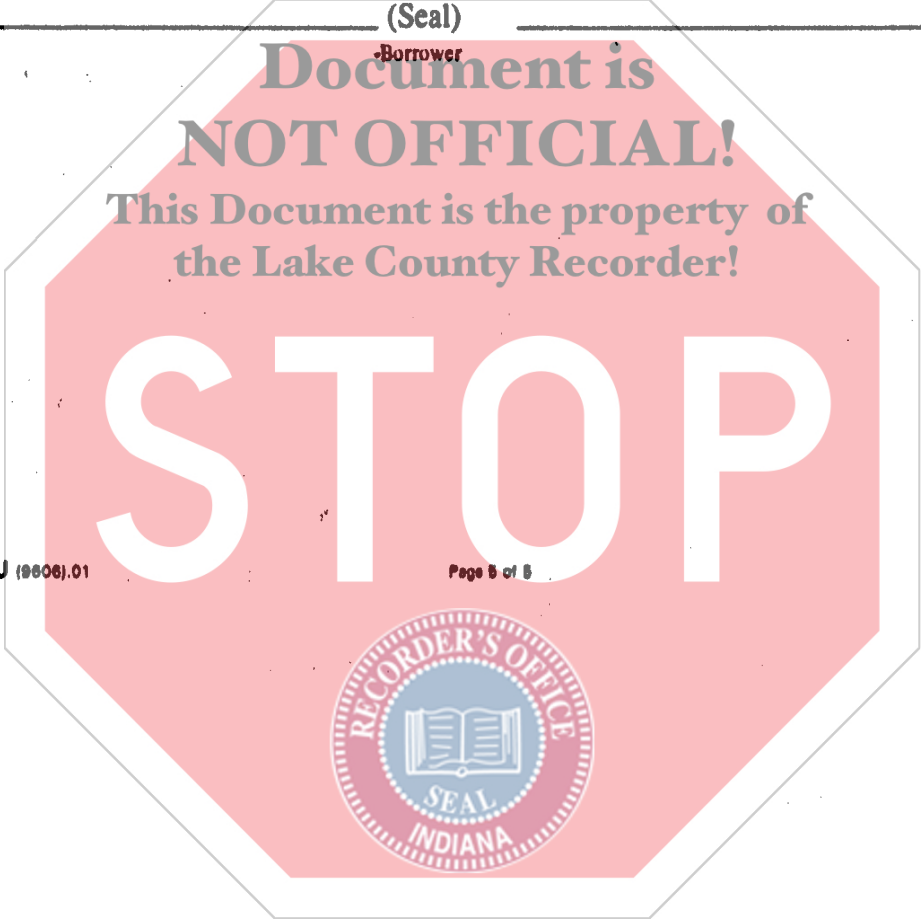 (Seal)
-Borrower
Document is
NOT OFFICIAL!
This Document is the property of
the Lake County Recorder!
STOP
(9606).01
Page 5 of 5
RECORDER'S OFFICE
SEAL
INDIANA